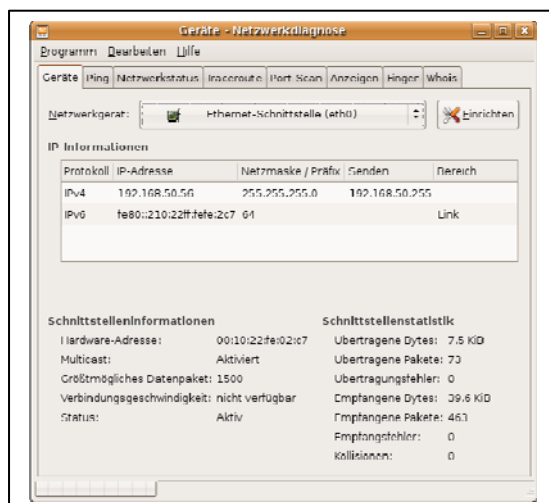 Geräte - Netzwerkdiagnose
Programm Bearbeiten Hilfe
Geräte Ping Netzwerkstatus Traceroute Port-Scan Anzeigen Finger Whois
Netzwerkgerät: Ethernet-Schnittstelle (eth0) Einrichten
IP Informationen
Protokoll IP-Adresse Netzmaske / Präfix Senden Bereich
IPv4 192.168.50.56 255.255.255.0 192.168.50.255
IPv6 fe80::210:22ff:fefe:2c7 64 Link
Schnittstelleninformationen Schnittstellenstatistik
Hardware-Adresse: 00:10:22:fe:02:c7 Übertragene Bytes: 7.5 KiB
Multicast: Aktiviert Übertragene Pakete: 73
Größtmögliches Datenpaket: 1500 Übertragungsfehler: 0
Verbindungsgeschwindigkeit: nicht verfügbar Empfangene Bytes: 39.6 KiB
Status: Aktiv Empfangene Pakete: 463
Empfangsfehler: 0
Kollisionen: 0